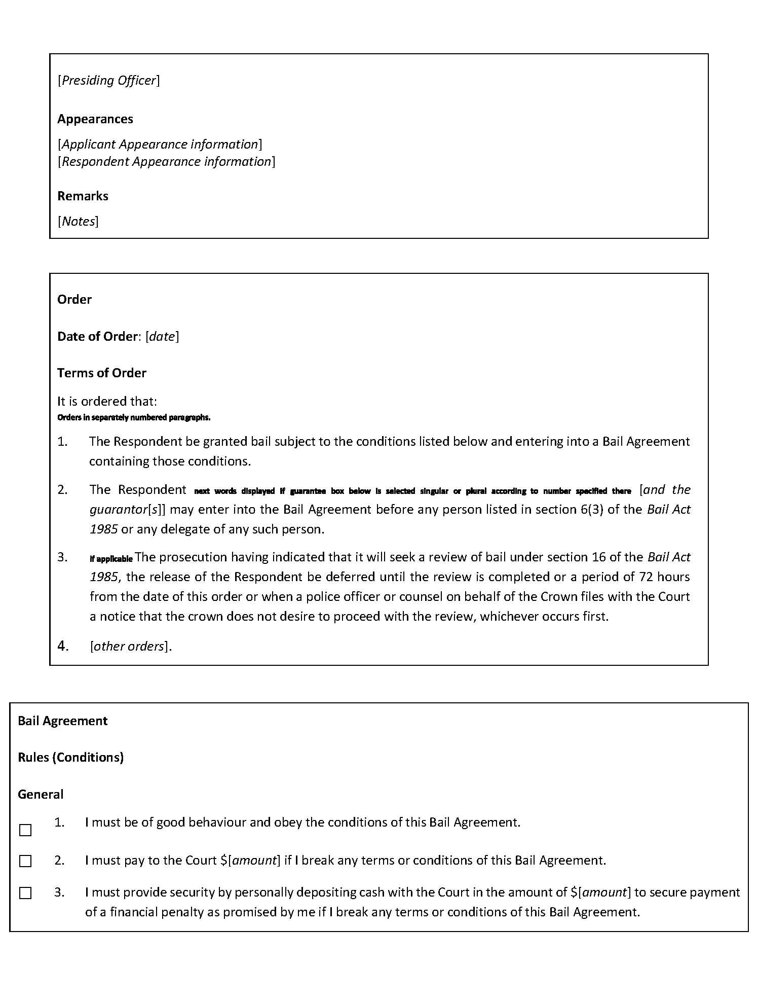 [Presiding Officer]
Appearances
[Applicant Appearance information]
[Respondent Appearance information]
Remarks
[Notes]
Order
Date of Order: [date]
Terms of Order
It is ordered that:
Orders in separately numbered paragraphs.
1. The Respondent be granted bail subject to the conditions listed below and entering into a Bail Agreement
containing those conditions.
2. The Respondent next words displayed if guarantee box below is selected singular or plural according to number specified there [and the
guarantor[s]] may enter into the Bail Agreement before any person listed in section 6(3) of the Bail Act
1985 or any delegate of any such person.
3. if applicable The prosecution having indicated that it will seek a review of bail under section 16 of the Bail Act
1985, the release of the Respondent be deferred until the review is completed or a period of 72 hours
from the date of this order or when a police officer or counsel on behalf of the Crown files with the Court
a notice that the crown does not desire to proceed with the review, whichever occurs first.
4. [other orders].
Bail Agreement
Rules (Conditions)
General
☐ 1. I must be of good behaviour and obey the conditions of this Bail Agreement.
☐ 2. I must pay to the Court $[amount] if I break any terms or conditions of this Bail Agreement.
☐ 3. I must provide security by personally depositing cash with the Court in the amount of $[amount] to secure payment
of a financial penalty as promised by me if I break any terms or conditions of this Bail Agreement.